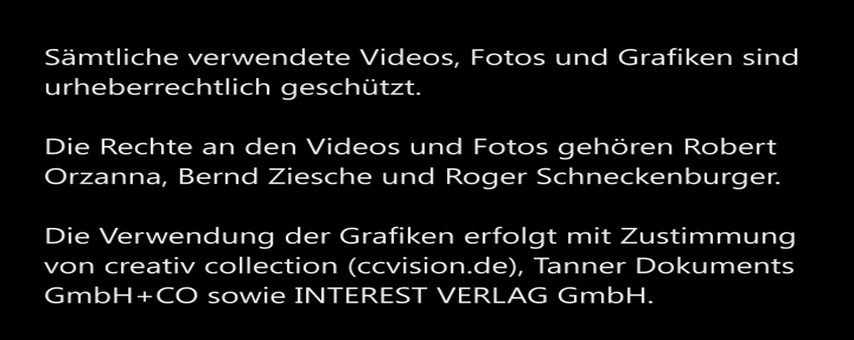 Sämtliche verwendete Videos, Fotos und Grafiken sind
urheberrechtlich geschützt.
Die Rechte an den Videos und Fotos gehören Robert
Orzanna, Bernd Ziesche und Roger Schneckenburger.
Die Verwendung der Grafiken erfolgt mit Zustimmung
von creativ collection (ccvision.de), Tanner Dokuments
GmbH+CO sowie INTEREST VERLAG GmbH.